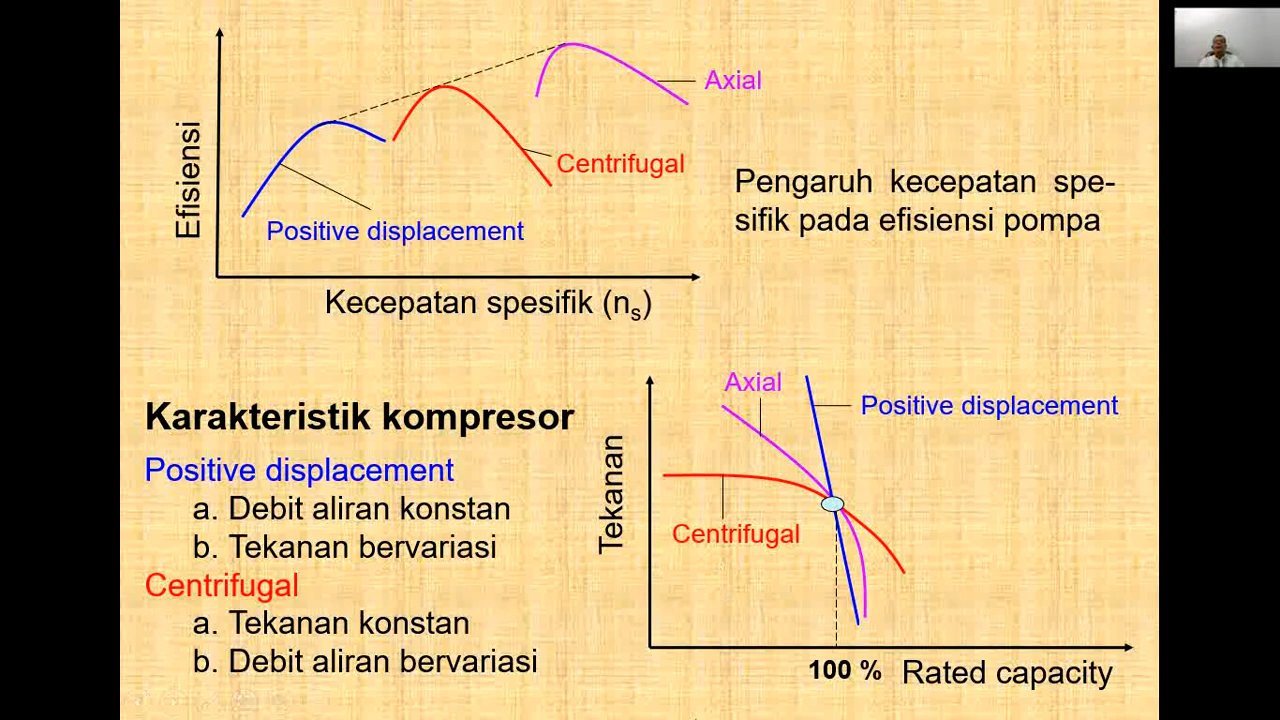 Efisiensi
Axial
Centrifugal
Positive displacement
Kecepatan spesifik (ns)
Pengaruh kecepatan spe-
sifik pada efisiensi pompa
Karakteristik kompresor
Positive displacement
a. Debit aliran konstan
b. Tekanan bervariasi
Centrifugal
a. Tekanan konstan
b. Debit aliran bervariasi
Tekanan
Axial
Positive displacement
Centrifugal
100 % Rated capacity